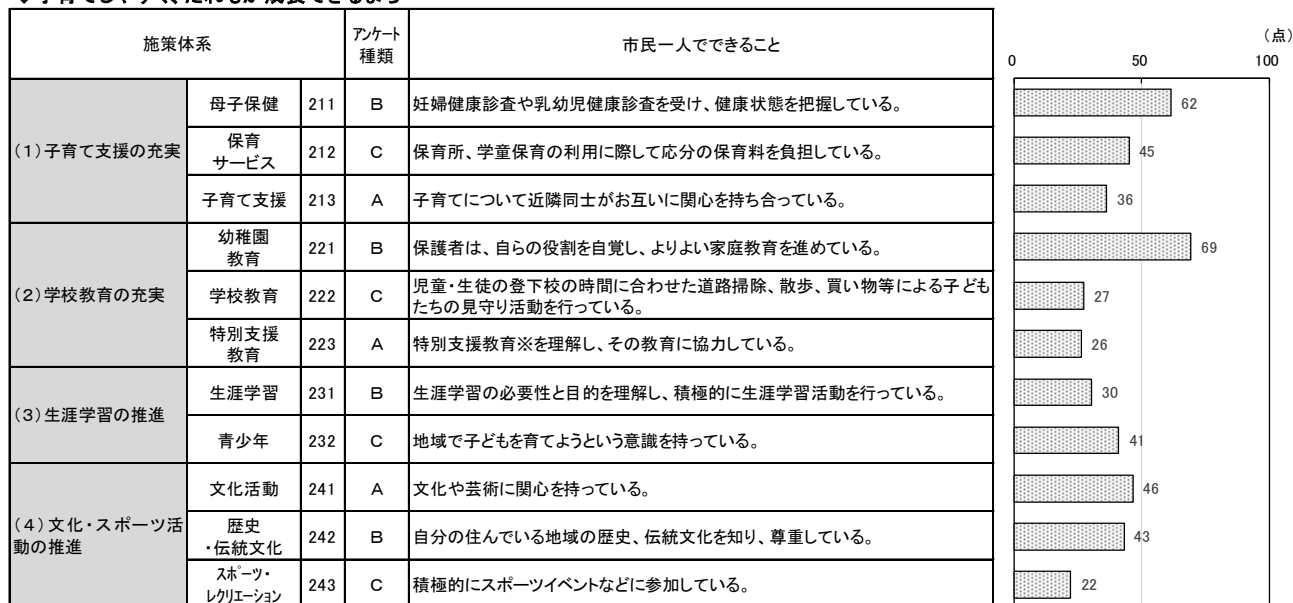 施策体系
アンケート
種類
市民一人でできること
（点）
0 50 100
（1）子育て支援の充実
母子保健 211 B 妊婦健康診査や乳幼児健康診査を受け、健康状態を把握している。 62
保育
サービス 212 C 保育所、学童保育の利用に際して応分の保育料を負担している。 45
子育て支援 213 A 子育てについて近隣同士がお互いに関心を持ち合っている。 36
（2）学校教育の充実
幼稚園
教育 221 B 保護者は、自らの役割を自覚し、よりよい家庭教育を進めている。 69
学校教育 222 C 児童・生徒の登下校の時間に合わせた道路掃除、散歩、買い物等による子ども
たちの見守り活動を行っている。 27
特別支援
教育 223 A 特別支援教育※を理解し、その教育に協力している。 26
（3）生涯学習の推進
生涯学習 231 B 生涯学習の必要性と目的を理解し、積極的に生涯学習活動を行っている。 30
青少年 232 C 地域で子どもを育てようという意識を持っている。 41
（4）文化・スポーツ活
動の推進
文化活動 241 A 文化や芸術に関心を持っている。 46
歴史
・伝統文化 242 B 自分の住んでいる地域の歴史、伝統文化を知り、尊重している。 43
スポーツ・
レクリエーション 243 C 積極的にスポーツイベントなどに参加している。 22